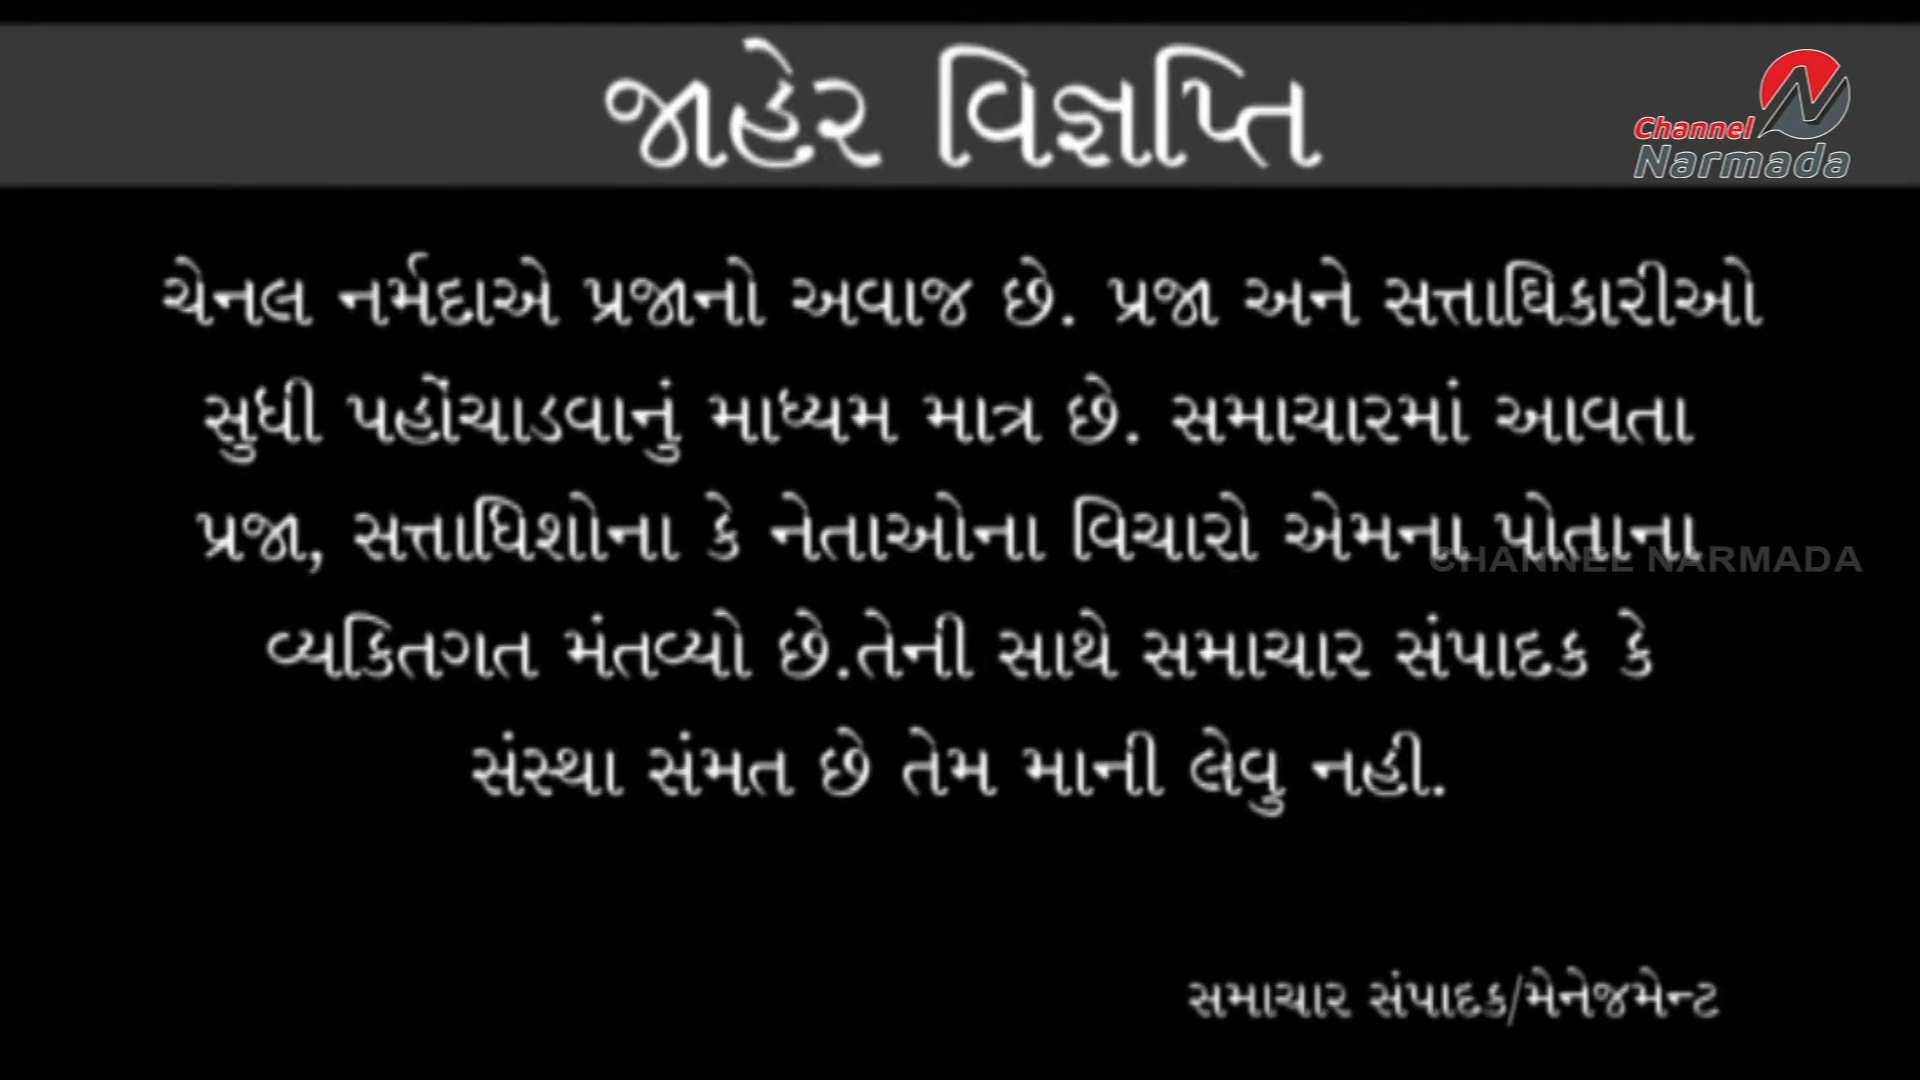 જાહેર વિજ્ઞપ્તિ
Channel
Narmada
ચેનલ નર્મદાએ પ્રજાનો અવાજ છે. પ્રજા અને સત્તાધિકારીઓ
સુધી પહોંચાડવાનું માધ્યમ માત્ર છે. સમાચારમાં આવતા
પ્રજા, સત્તાધિશોના કે નેતાઓના વિચારો એમના પોતાના
CHANNEL NARMADA
વ્યકિતગત મંતવ્યો છે.તેની સાથે સમાચાર સંપાદક કે
સંસ્થા સંમત છે તેમ માની લેવુ નહી.
સમાચાર સંપાદક/મેનેજમેન્ટ